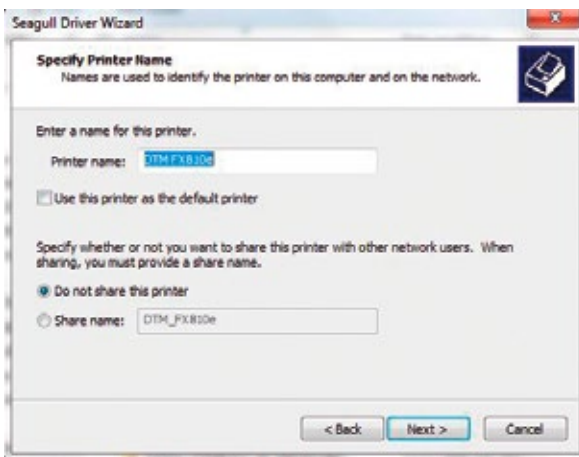 Seagull Driver Wizard
Specify Printer Name
Names are used to identify the printer on this computer and on the network.
Enter a name for this printer.
Printer name: DTM FX810e
Use this printer as the default printer
Specify whether or not you want to share this printer with other network users. When
sharing, you must provide a share name.
Do not share this printer
Share name: DTM_FX810e
< Back Next > Cancel